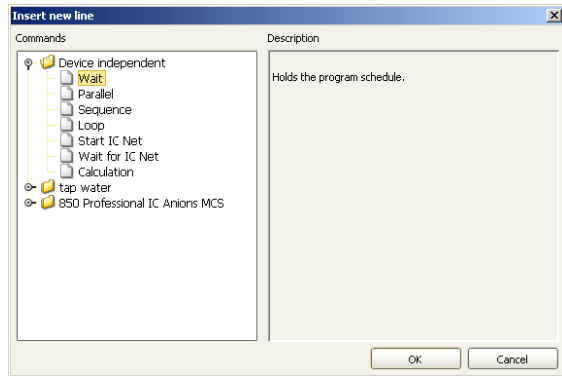 Insert new line
Commands
Description
Device independent
Wait
Parallel
Sequence
Loop
Start IC Net
Wait for IC Net
Calculation
tap water
850 Professional IC Anions MCS
Holds the program schedule.
OK
Cancel